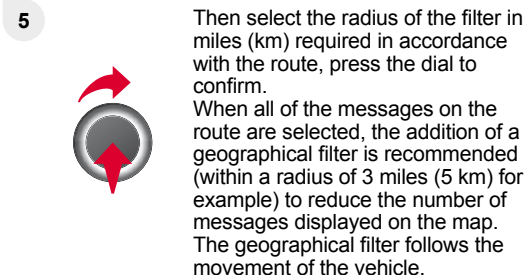 5
Then select the radius of the filter in
miles (km) required in accordance
with the route, press the dial to
confirm.
When all of the messages on the
route are selected, the addition of a
geographical filter is recommended
(within a radius of 3 miles (5 km) for
example) to reduce the number of
messages displayed on the map.
The geographical filter follows the
movement of the vehicle.